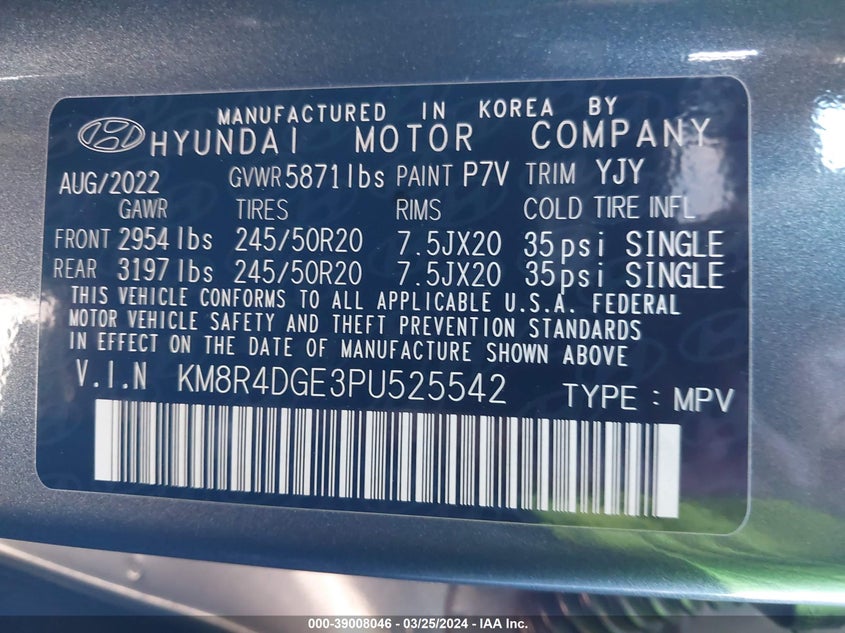 MANUFACTURED IN KOREA BY
HYUNDAI MOTOR COMPANY
AUG/2022 GVWR 5871lbs PAINT P7V TRIM YJY
GAWR TIRES RIMS COLD TIRE INFL
FRONT 2954 lbs 245/50R20 7.5JX20 35psi SINGLE
REAR 3197 lbs 245/50R20 7.5JX20 35psi SINGLE
THIS VEHICLE CONFORMS TO ALL APPLICABLE U.S.A. FEDERAL
MOTOR VEHICLE SAFETY AND THEFT PREVENTION STANDARDS
IN EFFECT ON THE DATE OF MANUFACTURE SHOWN ABOVE
V.I.N KM8R4DGE3PU525542 TYPE : MPV
000-39008046 - 03/25/2024 - IAA Inc.